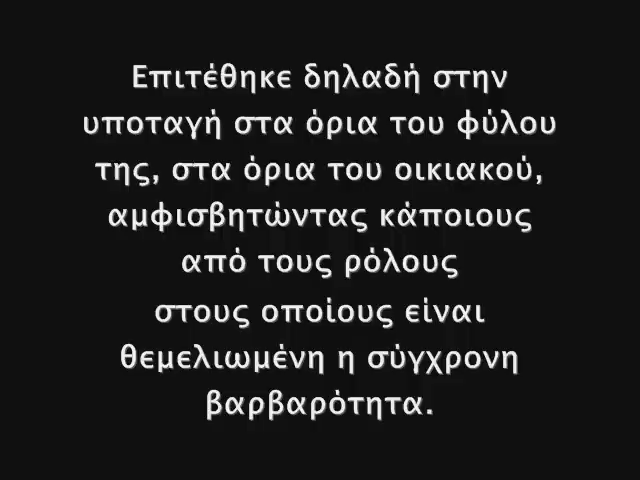 Επιτέθηκε δηλαδή στην
υποταγή στα όρια του φύλου
της, στα όρια του οικιακού,
αμφισβητώντας κάποιους
από τους ρόλους
στους οποίους είναι
θεμελιωμένη η σύγχρονη
βαρβαρότητα.